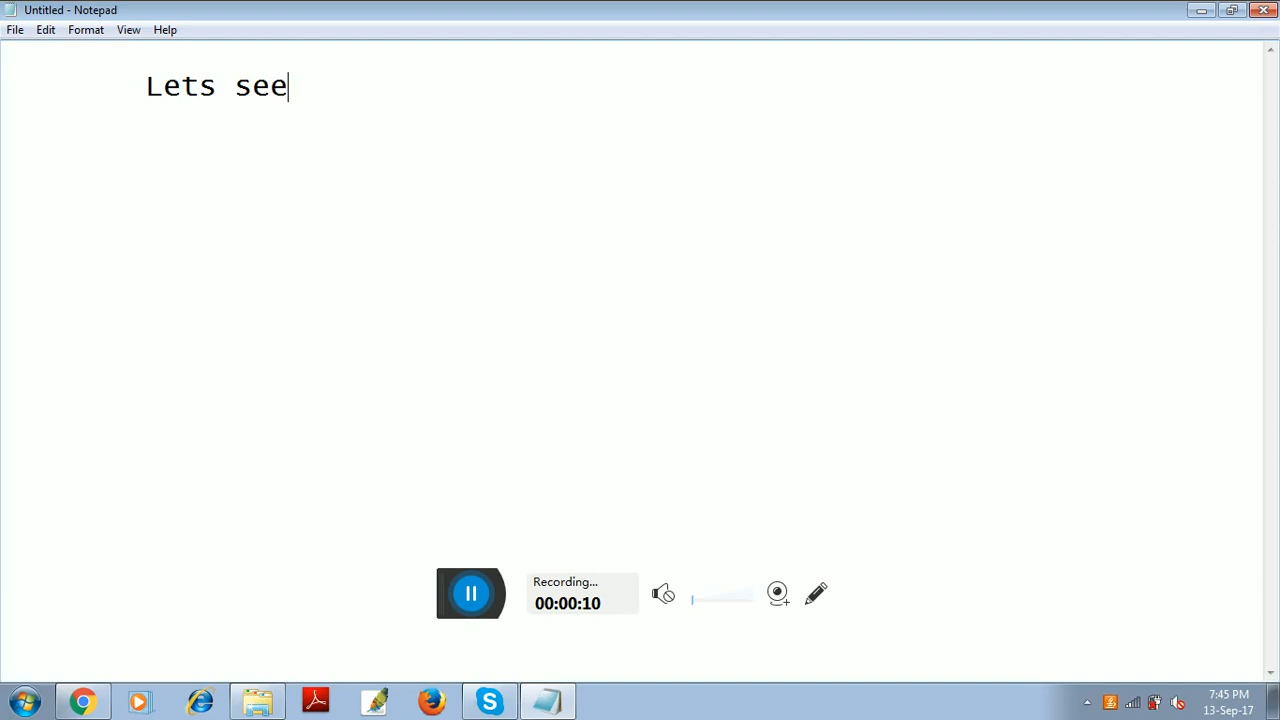 Untitled - Notepad
File Edit Format View Help
Lets see
Recording...
00:00:10
7:45 PM
13-Sep-17